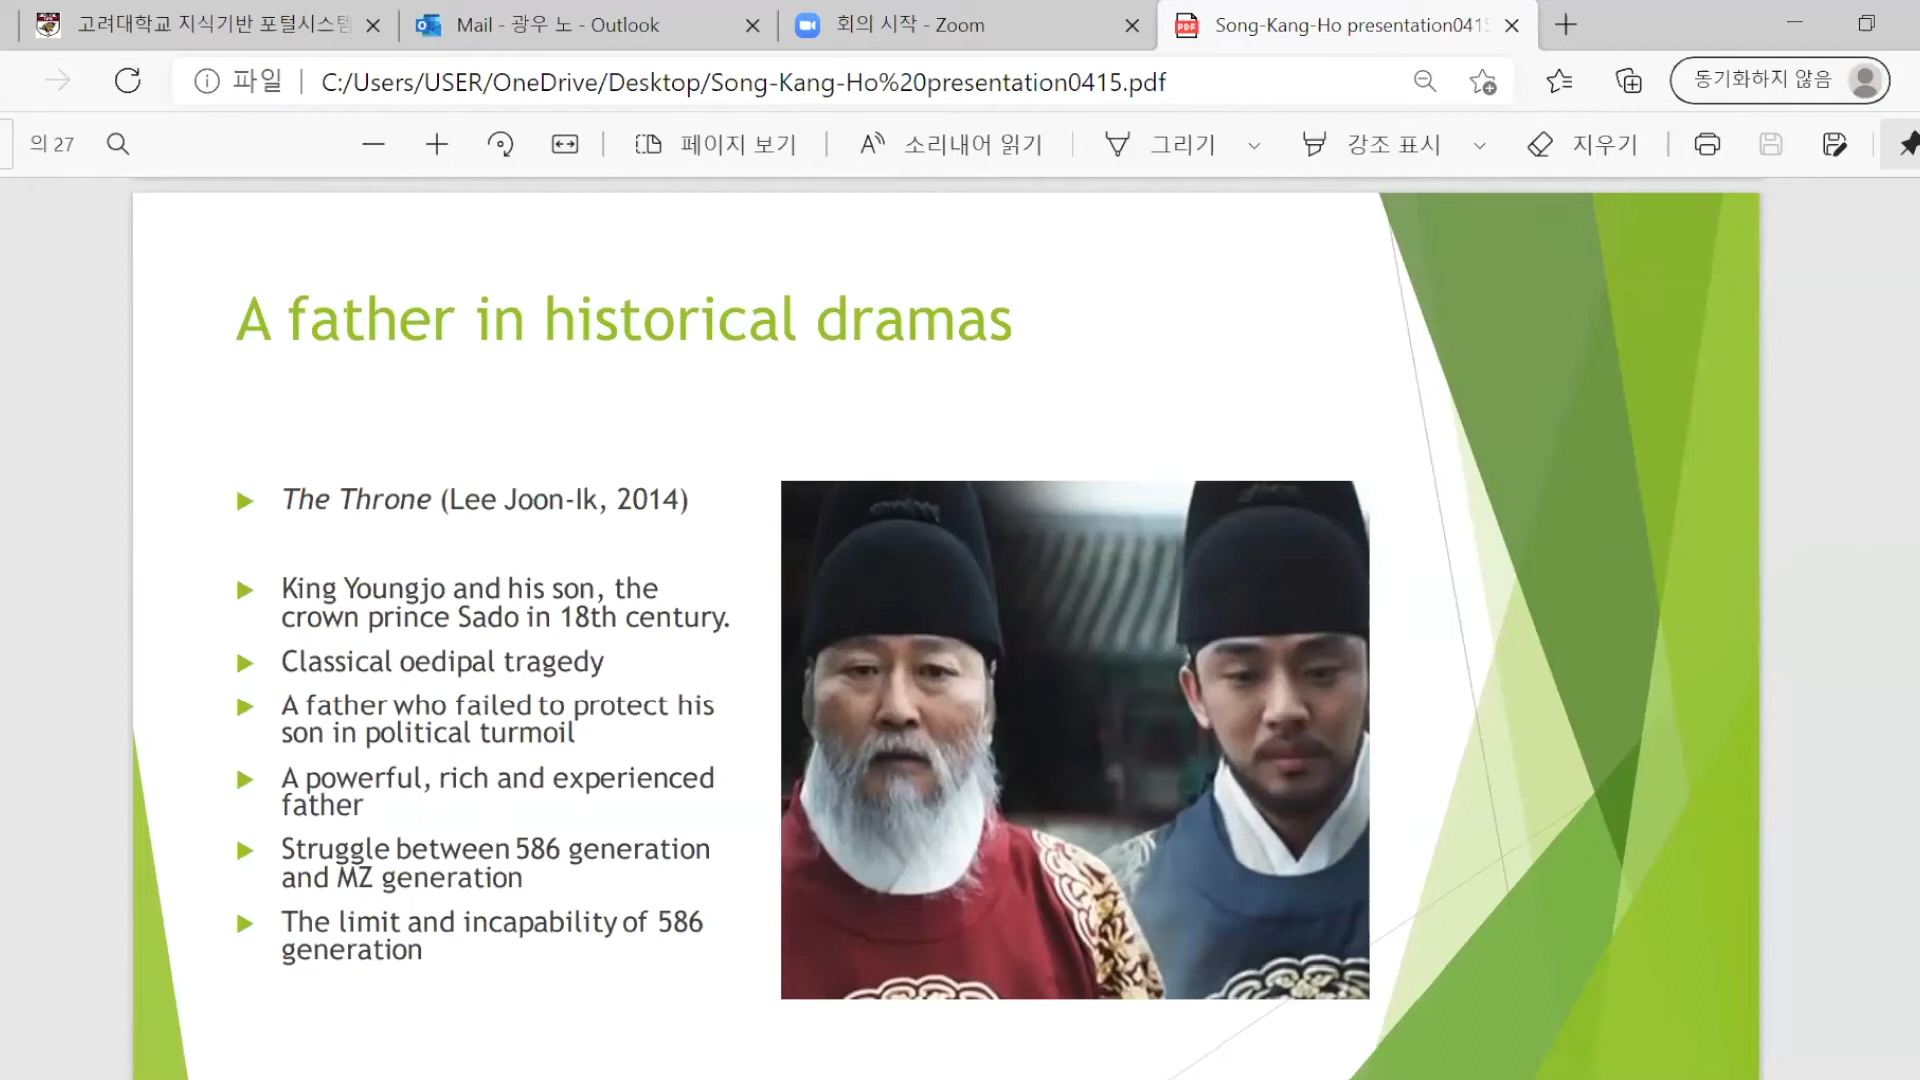 고려대학교 지식기반 포털시스템
Mail - 광우 노 - Outlook
회의 시작 - Zoom
Song-Kang-Ho presentation0415
파일
C:/Users/USER/OneDrive/Desktop/Song-Kang-Ho%20presentation0415.pdf
동기화하지 않음
의 27
페이지 보기
소리내어 읽기
그리기
강조 표시
지우기
A father in historical dramas
The Throne (Lee Joon-Ik, 2014)
King Youngjo and his son, the
crown prince Sado in 18th century.
Classical oedipal tragedy
A father who failed to protect his
son in political turmoil
A powerful, rich and experienced
father
Struggle between 586 generation
and MZ generation
The limit and incapability of 586
generation